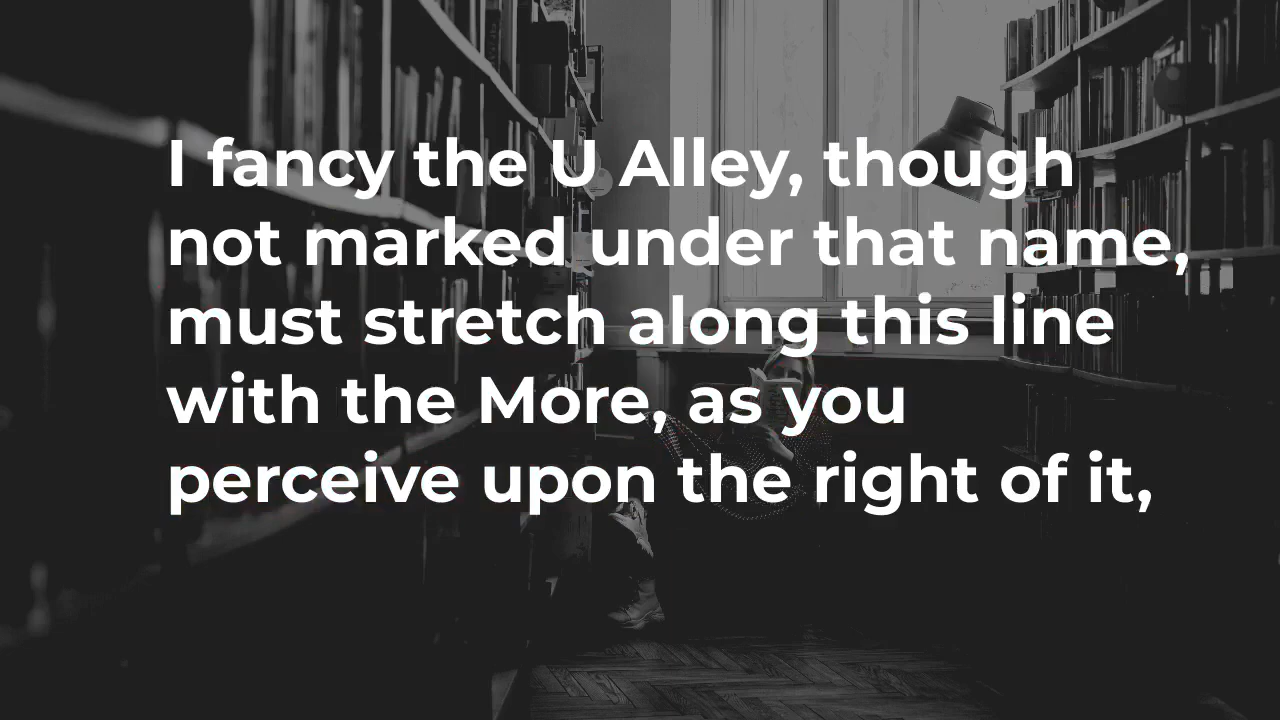 I fancy the U Alley, though
not marked under that name,
must stretch along this line
with the More, as you
perceive upon the right of it,